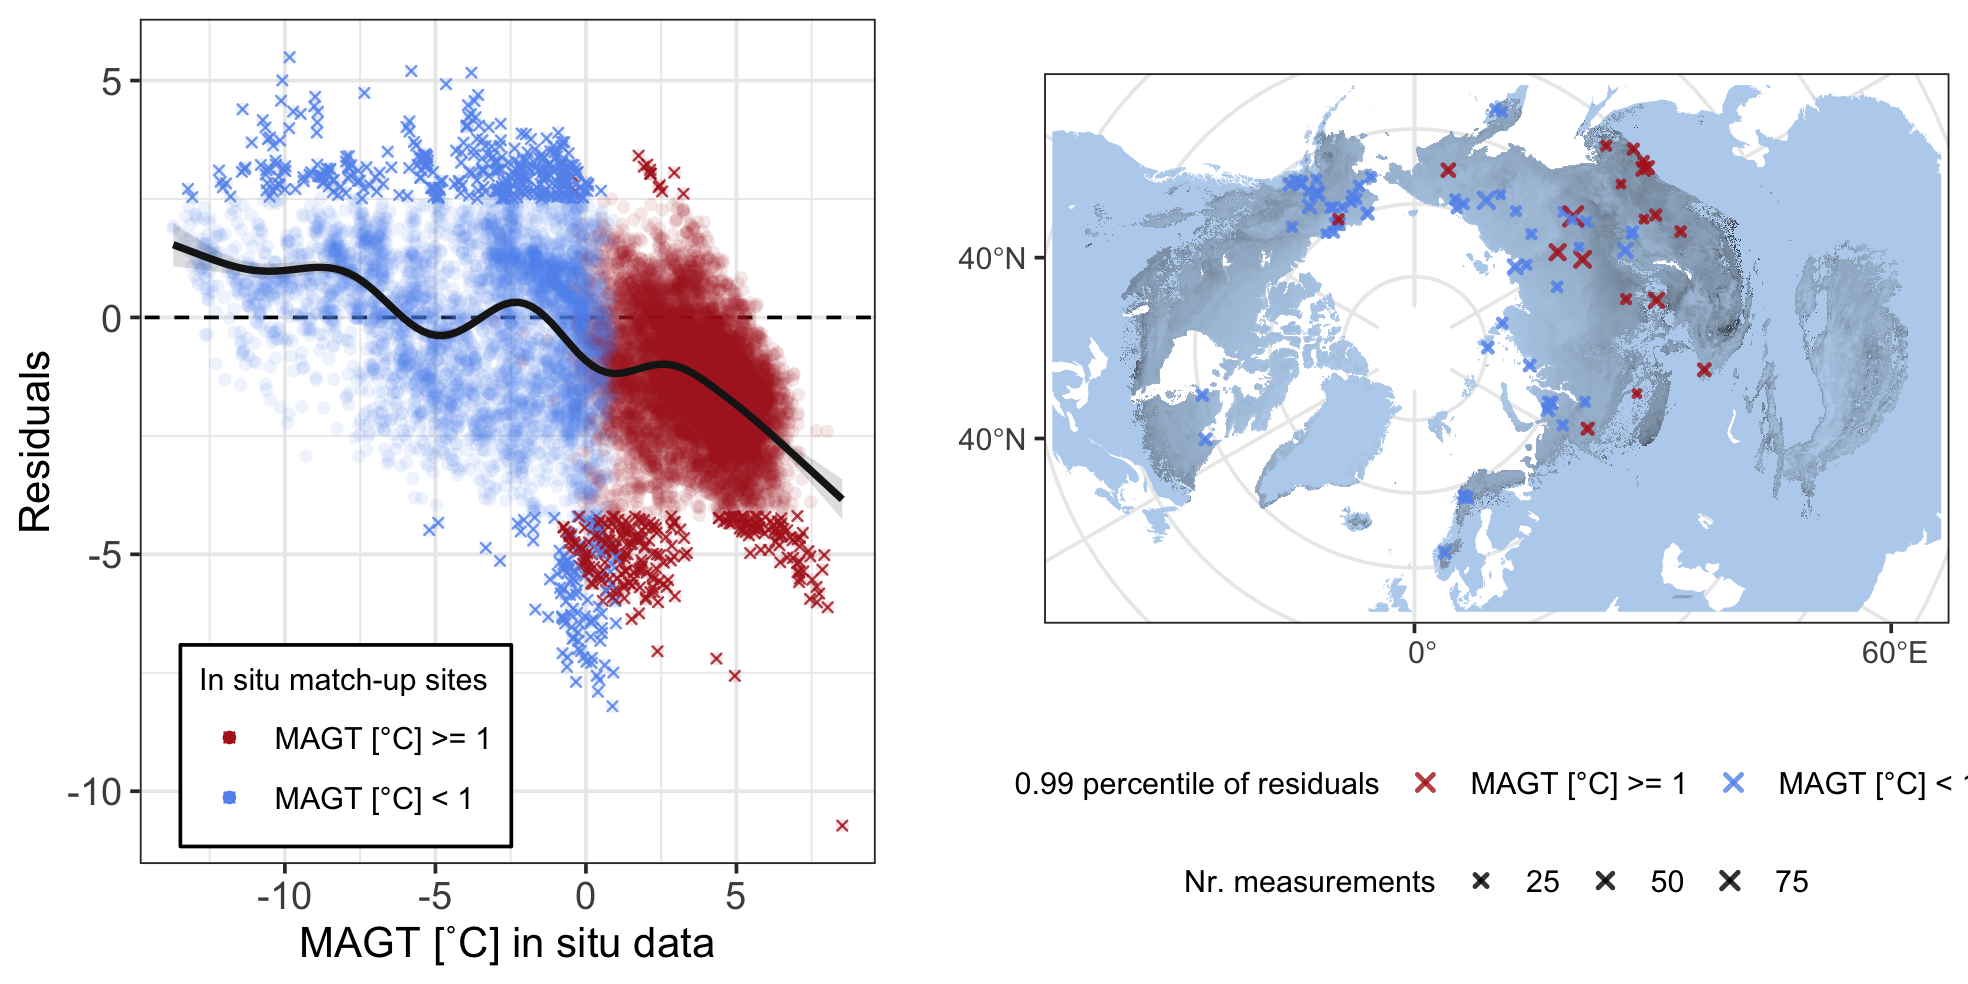 5
0
-5
-10
Residuals
-10 -5 0 5
MAGT [°C] in situ data
In situ match-up sites
MAGT [°C] >= 1
MAGT [°C] < 1
40°N
40°N
0° 60°E
0.99 percentile of residuals MAGT [°C] >= 1 MAGT [°C] <
Nr. measurements 25 50 75